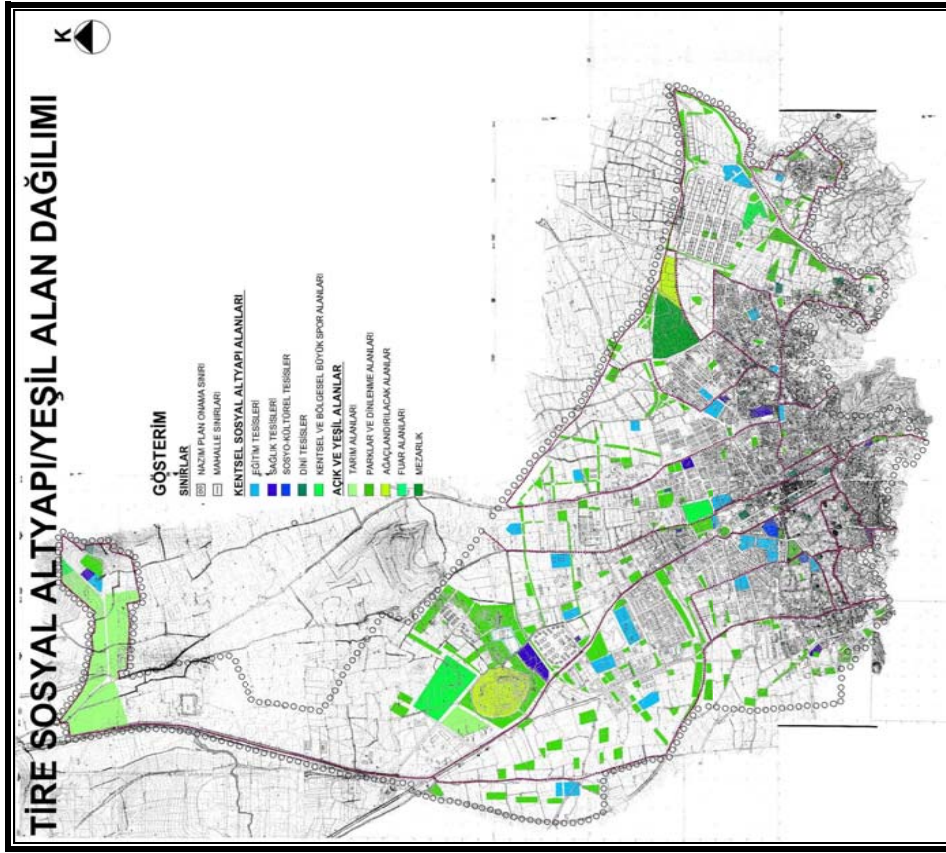 TİRE SOSYAL ALTYAPI/YEŞİL ALAN DAĞILIMI
K
GÖSTERİM
SINIRLAR
NAZIM PLAN ONAMA SINIRI
MAHALLE SINIRLARI
KENTSEL SOSYAL ALTYAPI ALANLARI
EĞİTİM TESİSLERİ
SAĞLIK TESİSLERİ
SOSYO-KÜLTÜREL TESİSLER
DİNİ TESİSLER
KENTSEL VE BÖLGESEL BÜYÜK SPOR ALANLARI
AÇIK VE YEŞİL ALANLAR
TARIM ALANLARI
PARKLAR VE DİNLENME ALANLARI
AĞAÇLANDIRILACAK ALANLAR
FUAR ALANLARI
MEZARLIK